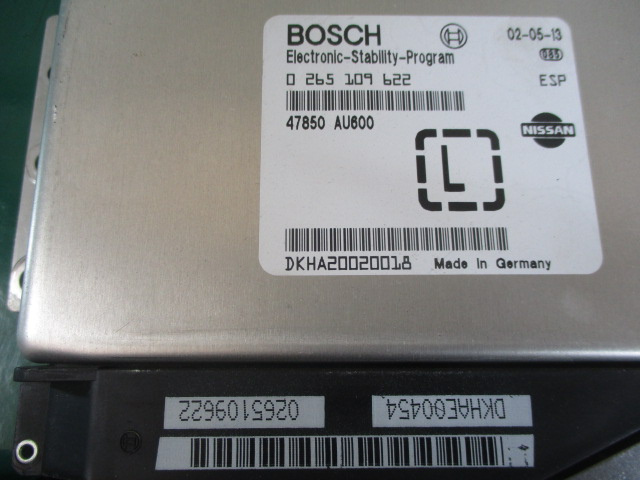 BOSCH 02-05-13
Electronic-Stability-Program
0 265 109 622 ESP
47850 AU600 NISSAN
L
DKHA20020018 Made in Germany
0265109622 DKHAE00454